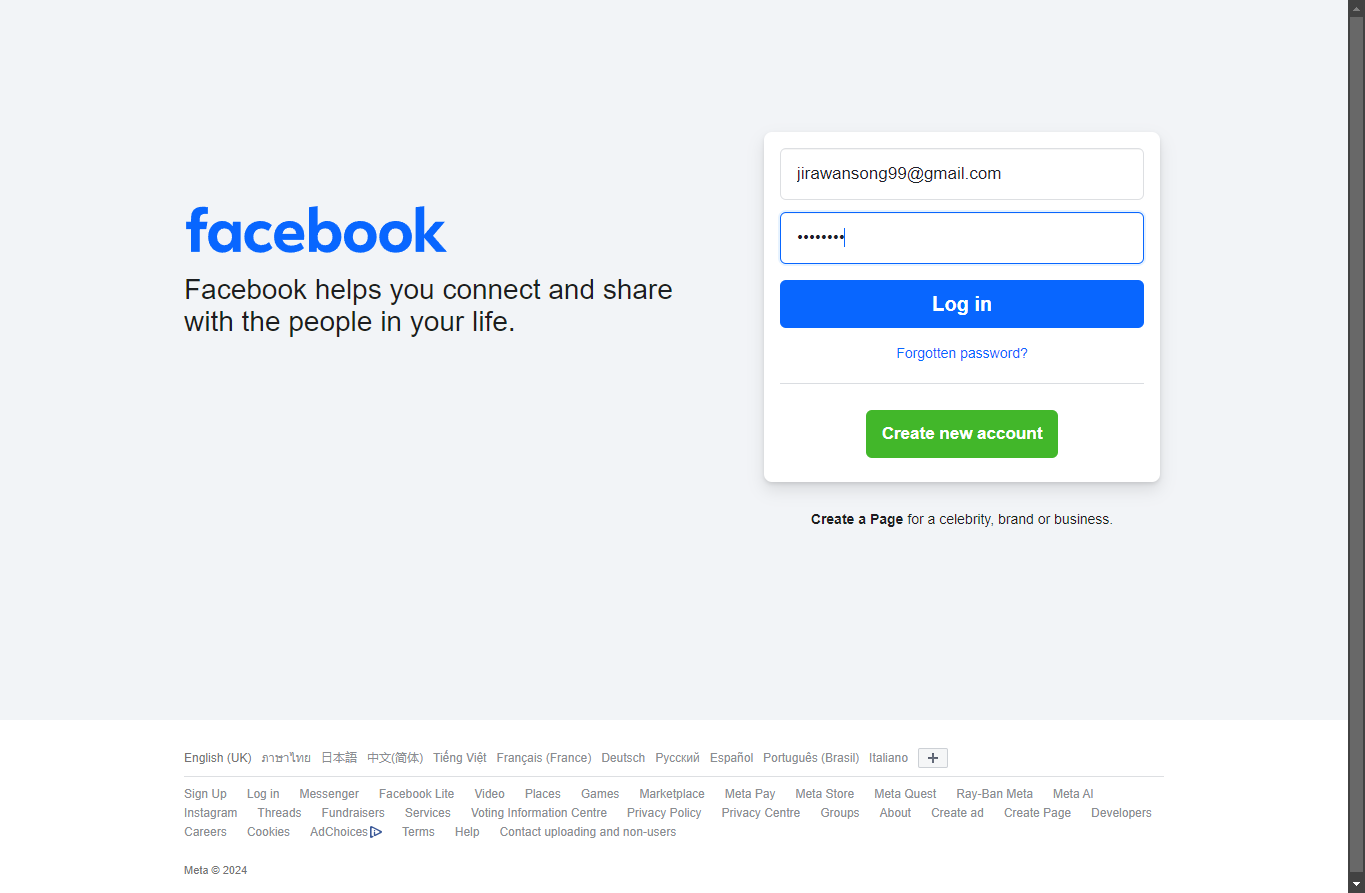 facebook
Facebook helps you connect and share
with the people in your life.
jirawansong99@gmail.com
••••••••
Log in
Forgotten password?
Create new account
Create a Page for a celebrity, brand or business.
English (UK) ภาษาไทย 日本語 中文(简体) Tiếng Việt Français (France) Deutsch Русский Español Português (Brasil) Italiano
Sign Up Log in Messenger Facebook Lite Video Places Games Marketplace Meta Pay Meta Store Meta Quest Ray-Ban Meta Meta AI
Instagram Threads Fundraisers Services Voting Information Centre Privacy Policy Privacy Centre Groups About Create ad Create Page Developers
Careers Cookies AdChoices Terms Help Contact uploading and non-users
Meta © 2024